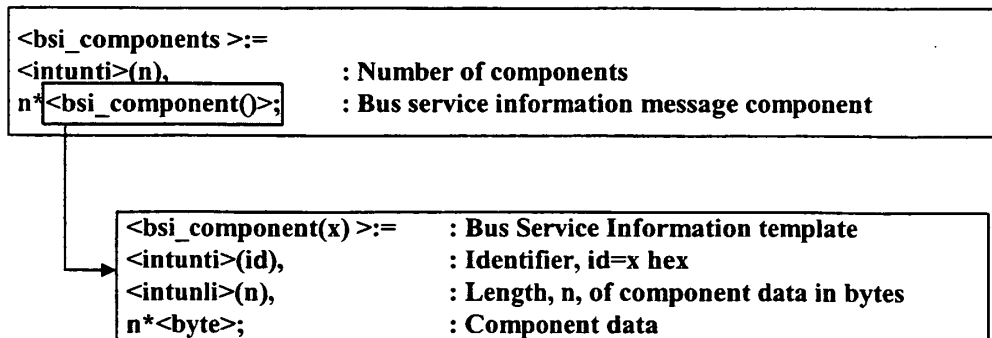 <bsi_components >:=
<intunti>(n), : Number of components
n*<bsi_component()>; : Bus service information message component
<bsi_component(x) >:= : Bus Service Information template
<intunti>(id), : Identifier, id=x hex
<intunli>(n), : Length, n, of component data in bytes
n*<byte>; : Component data